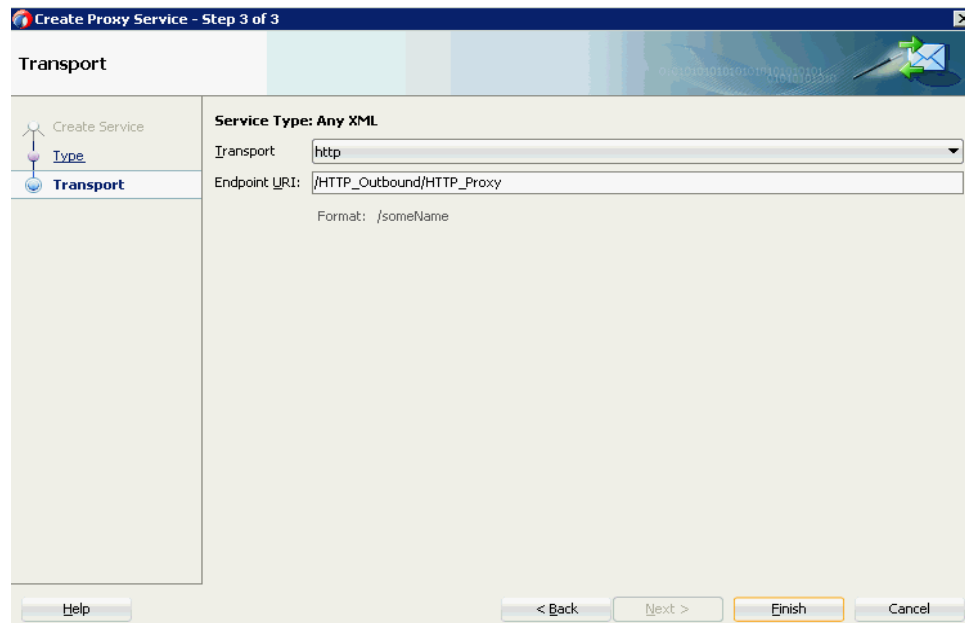 Create Proxy Service - Step 3 of 3
Transport
Create Service
Type
Transport
Service Type: Any XML
Transport http
Endpoint URI: /HTTP_Outbound/HTTP_Proxy
Format: /someName
Help < Back Next > Finish Cancel